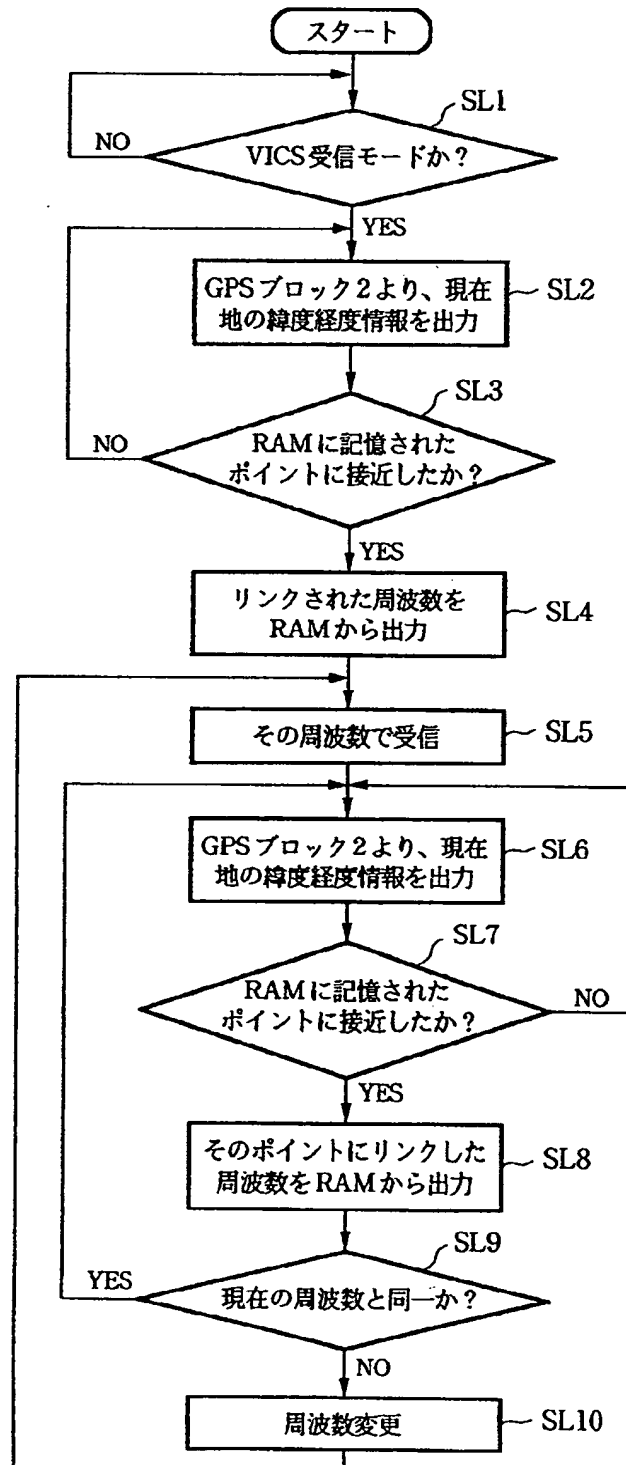 スタート
SL1
NO
VICS受信モードか？
YES
GPSブロック2より、現在
地の緯度経度情報を出力
SL2
SL3
NO
RAMに記憶された
ポイントに接近したか？
YES
リンクされた周波数を
RAMから出力
SL4
その周波数で受信
SL5
GPSブロック2より、現在
地の緯度経度情報を出力
SL6
SL7
RAMに記憶された
ポイントに接近したか？
NO
YES
そのポイントにリンクした
周波数をRAMから出力
SL8
SL9
YES
現在の周波数と同一か？
NO
周波数変更
SL10